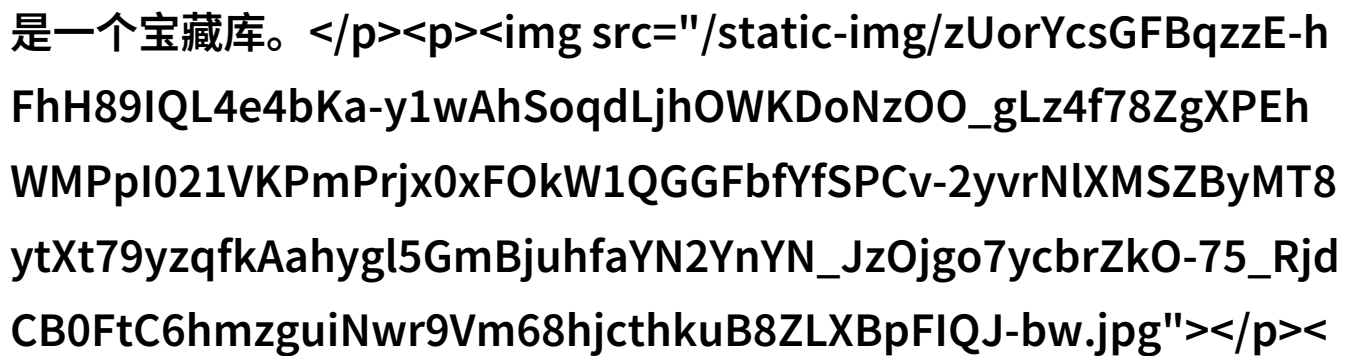 是一个宝藏库。</p><p><img src="/static-img/zUorYcsGFBqzzE-h
FhH89IQL4e4bKa-y1wAhSoqdLjhOWKDoNzOO_gLz4f78ZgXPEh
WMPpI021VKPmPrjx0xFOkW1QGGFbfYfSPCv-2yvrNlXMSZByMT8
ytXt79yzqfkAahygl5GmBjuhfaYN2YnYN_JzOjgo7ycbrZkO-75_Rjd
CB0FtC6hmzguiNwr9Vm68hjcthkuB8ZLXBpFIQJ-bw.jpg"></p><